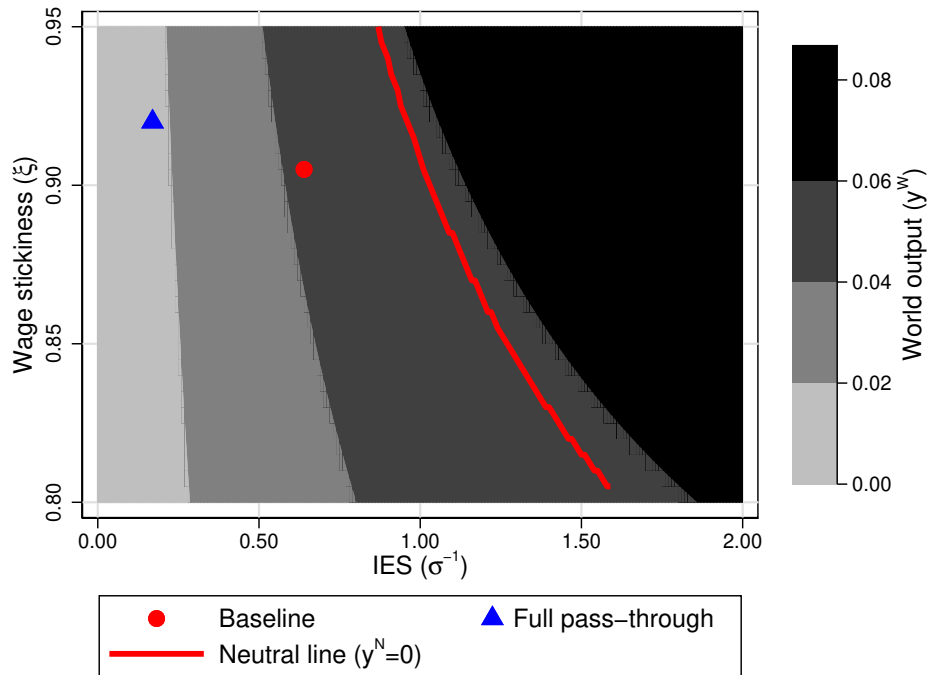 0.95
0.90
0.85
0.80
Wage stickiness (ξ)
0.00 0.50 1.00 1.50 2.00
IES (σ⁻¹)
0.08
0.06
0.04
0.02
0.00
World output (yᵂ)
Baseline
Full pass−through
Neutral line (yᴺ=0)